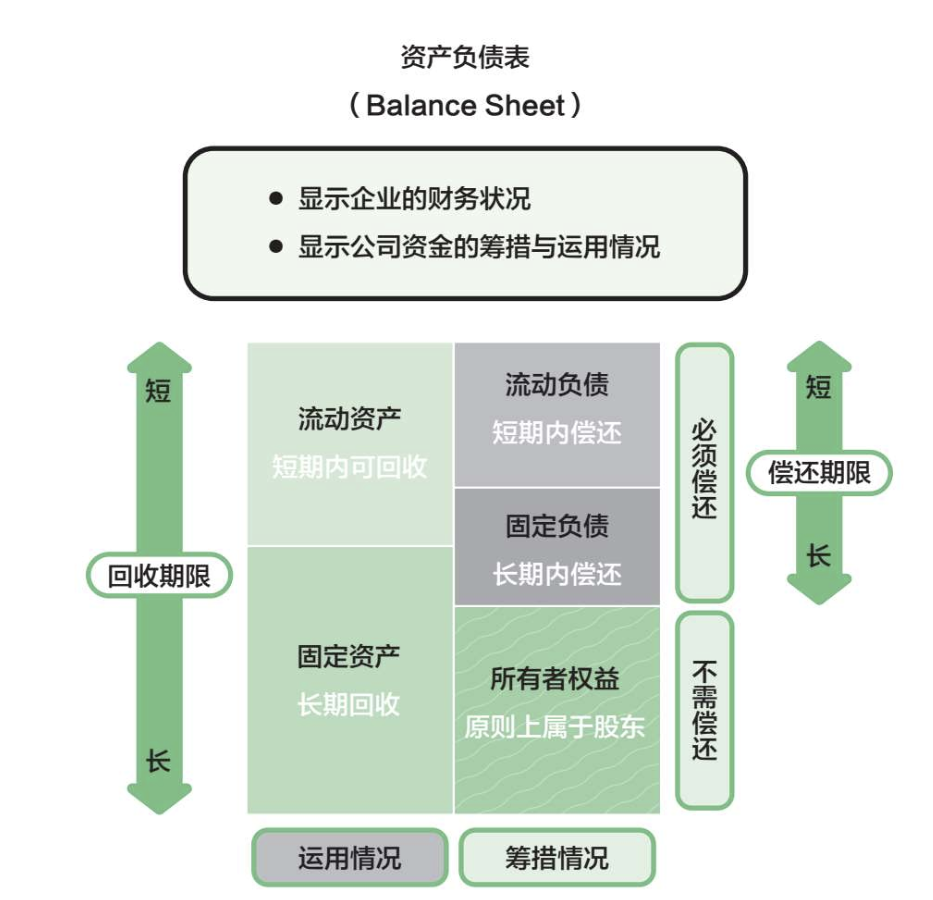 资产负债表
（Balance Sheet）
● 显示企业的财务状况
● 显示公司资金的筹措与运用情况
短
回收期限
长
流动资产
短期内可回收
固定资产
长期回收
流动负债
短期内偿还
固定负债
长期内偿还
所有者权益
原则上属于股东
必须偿还
不需偿还
短
偿还期限
长
运用情况
筹措情况